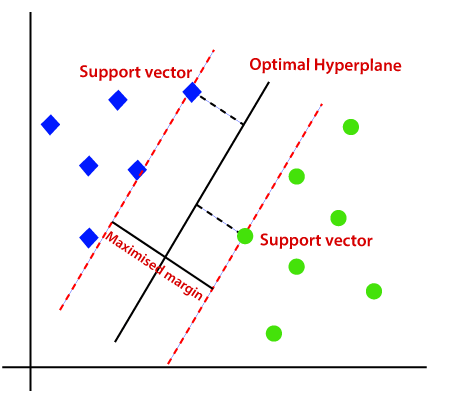 Support vector
Optimal Hyperplane
Support vector
Maximised margin